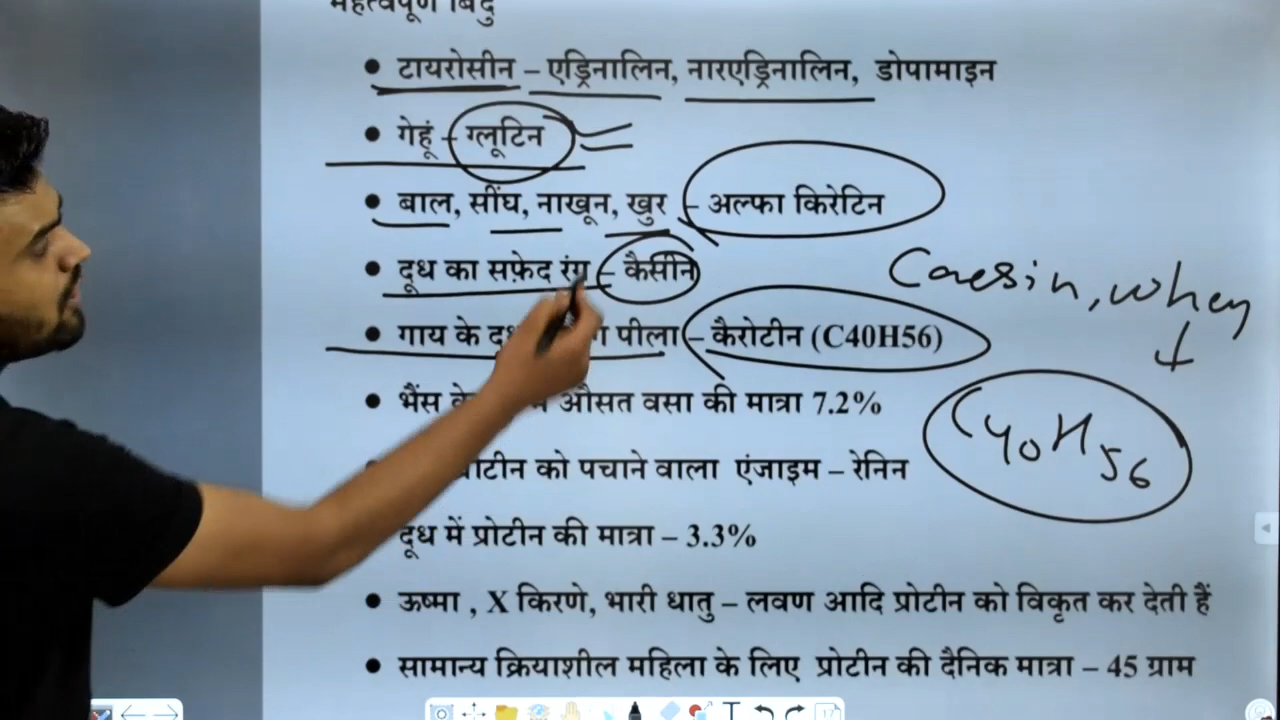 महत्वपूर्ण बिंदु
• टायरोसीन – एड्रिनालिन, नारएड्रिनालिन, डोपामाइन
• गेहूं – ग्लूटिन
• बाल, सींघ, नाखून, खुर – अल्फा किरेटिन
• दूध का सफ़ेद रंग – कैसीन
Caesin, whey
• गाय के पीला – कैरोटीन (C40H56)
C40H56
• भैंस औसत वसा की मात्रा 7.2%
को पचाने वाला एंजाइम – रेनिन
दूध में प्रोटीन की मात्रा – 3.3%
• ऊष्मा , X किरणे, भारी धातु – लवण आदि प्रोटीन को विकृत कर देती हैं
• सामान्य क्रियाशील महिला के लिए प्रोटीन की दैनिक मात्रा – 45 ग्राम